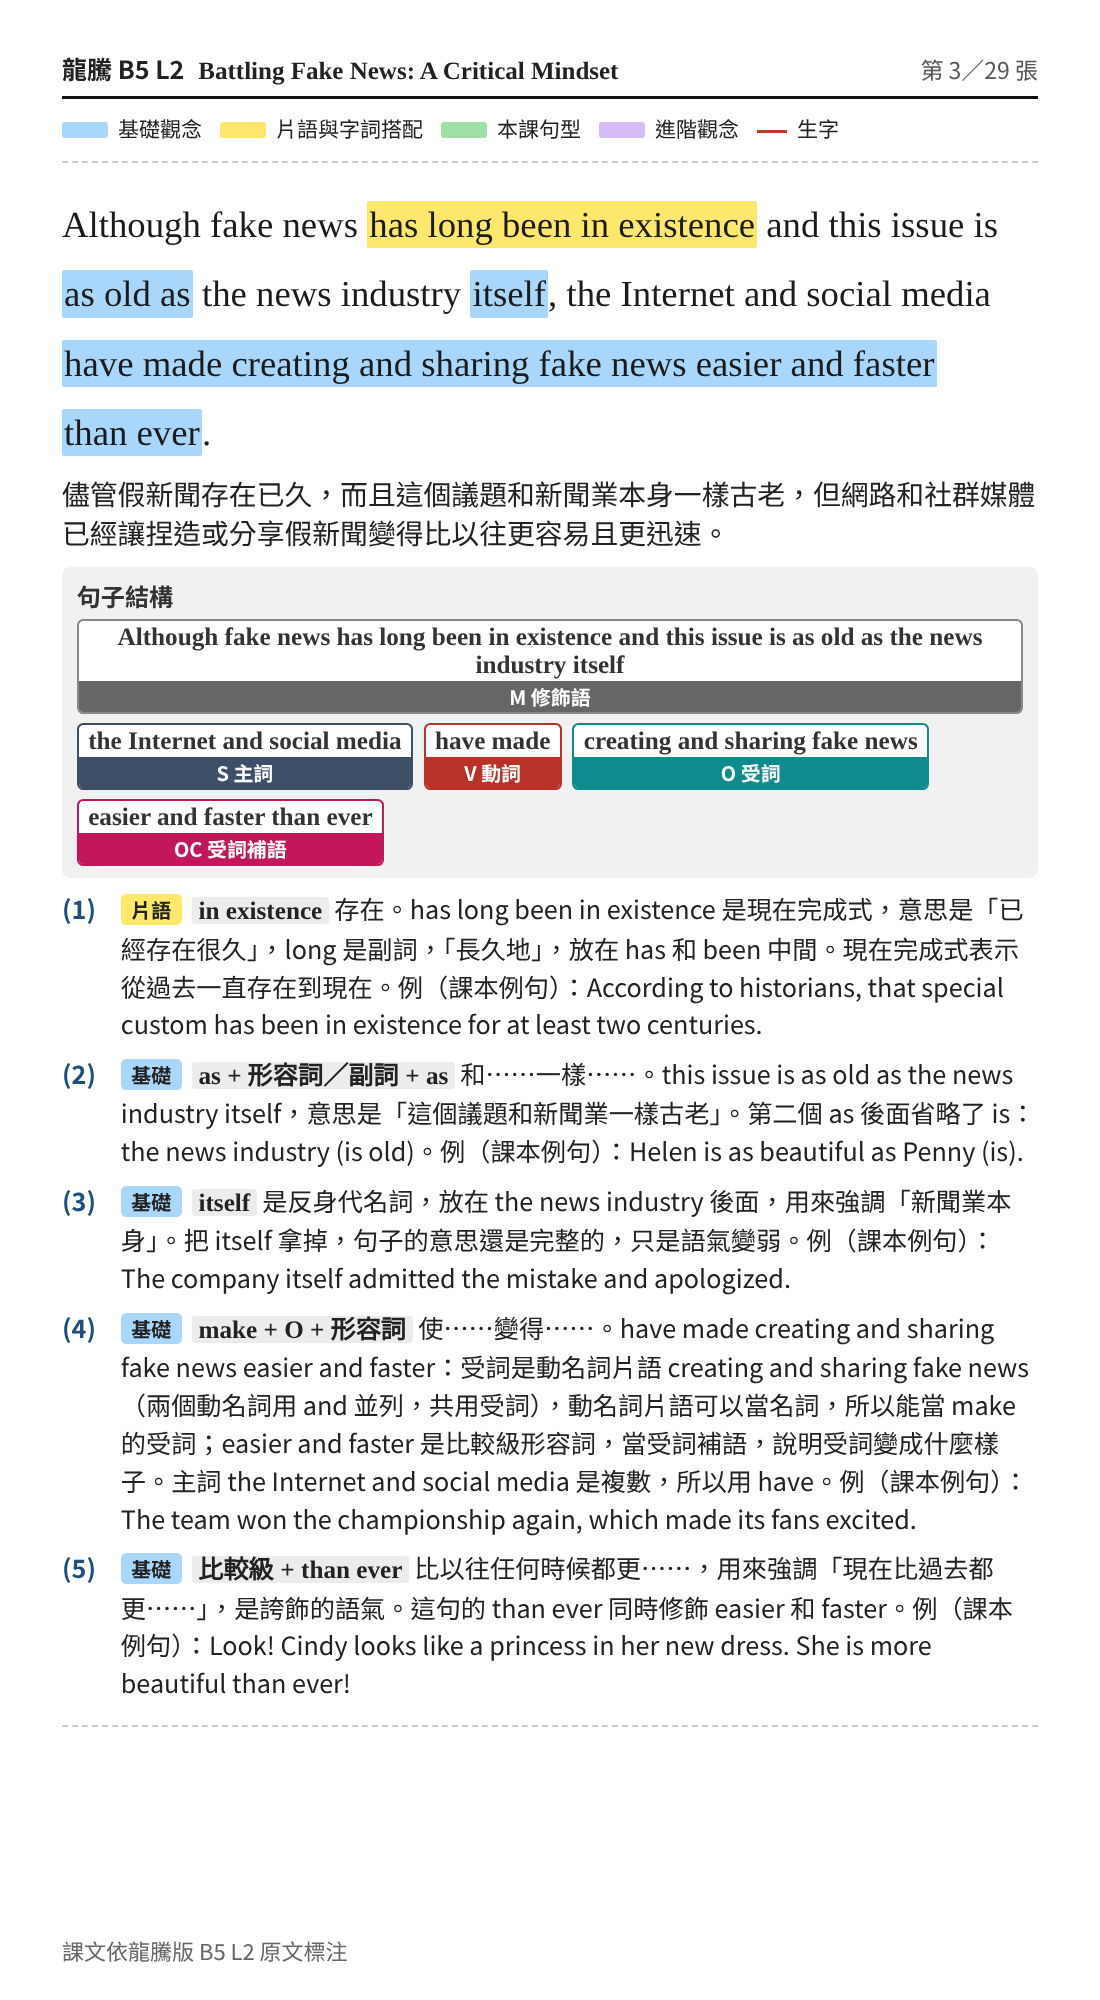 龍騰 B5 L2 Battling Fake News: A Critical Mindset 第 3／29 張
基礎觀念 片語與字詞搭配 本課句型 進階觀念 生字
Although fake news has long been in existence and this issue is
as old as the news industry itself, the Internet and social media
have made creating and sharing fake news easier and faster
than ever.
儘管假新聞存在已久，而且這個議題和新聞業本身一樣古老，但網路和社群媒體
已經讓捏造或分享假新聞變得比以往更容易且更迅速。
句子結構
Although fake news has long been in existence and this issue is as old as the news
industry itself
M 修飾語
the Internet and social media have made creating and sharing fake news
S 主詞 V 動詞 O 受詞
easier and faster than ever
OC 受詞補語
(1) 片語 in existence 存在。has long been in existence 是現在完成式，意思是「已
經存在很久」，long 是副詞，「長久地」，放在 has 和 been 中間。現在完成式表示
從過去一直存在到現在。例（課本例句）：According to historians, that special
custom has been in existence for at least two centuries.
(2) 基礎 as + 形容詞／副詞 + as 和……一樣……。this issue is as old as the news
industry itself，意思是「這個議題和新聞業一樣古老」。第二個 as 後面省略了 is：
the news industry (is old)。例（課本例句）：Helen is as beautiful as Penny (is).
(3) 基礎 itself 是反身代名詞，放在 the news industry 後面，用來強調「新聞業本
身」。把 itself 拿掉，句子的意思還是完整的，只是語氣變弱。例（課本例句）：
The company itself admitted the mistake and apologized.
(4) 基礎 make + O + 形容詞 使……變得……。have made creating and sharing
fake news easier and faster：受詞是動名詞片語 creating and sharing fake news
（兩個動名詞用 and 並列，共用受詞），動名詞片語可以當名詞，所以能當 make
的受詞；easier and faster 是比較級形容詞，當受詞補語，說明受詞變成什麼樣
子。主詞 the Internet and social media 是複數，所以用 have。例（課本例句）：
The team won the championship again, which made its fans excited.
(5) 基礎 比較級 + than ever 比以往任何時候都更……，用來強調「現在比過去都
更……」，是誇飾的語氣。這句的 than ever 同時修飾 easier 和 faster。例（課本
例句）：Look! Cindy looks like a princess in her new dress. She is more
beautiful than ever!
課文依龍騰版 B5 L2 原文標注